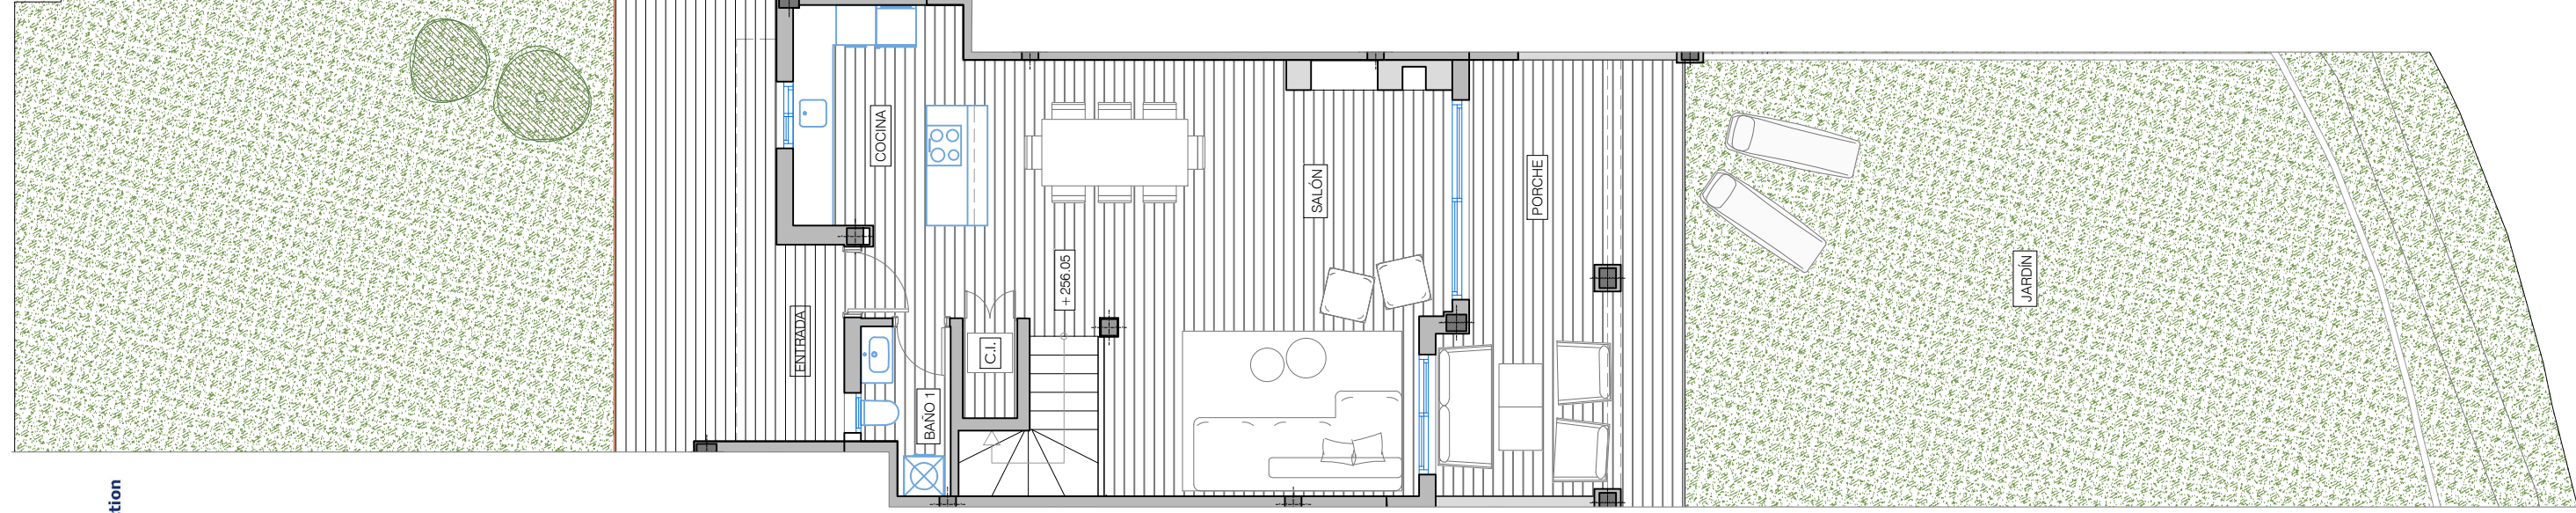 COCINA
ENTRADA
BAÑO 1
C.I.
+256.05
SALÓN
PORCHE
JARDÍN
tion